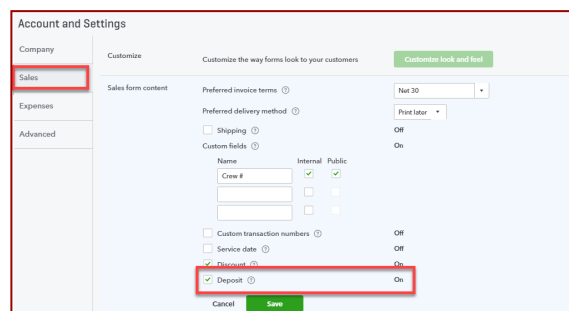 Account and Settings
Company
Sales
Expenses
Advanced
Customize
Customize the way forms look to your customers
Customize look and feel
Sales form content
Preferred invoice terms
Net 30
Preferred delivery method
Print later
Shipping
Off
Custom fields
On
Name Internal Public
Crew #
Custom transaction numbers
Off
Service date
Off
Discount
On
Deposit
On
Cancel
Save